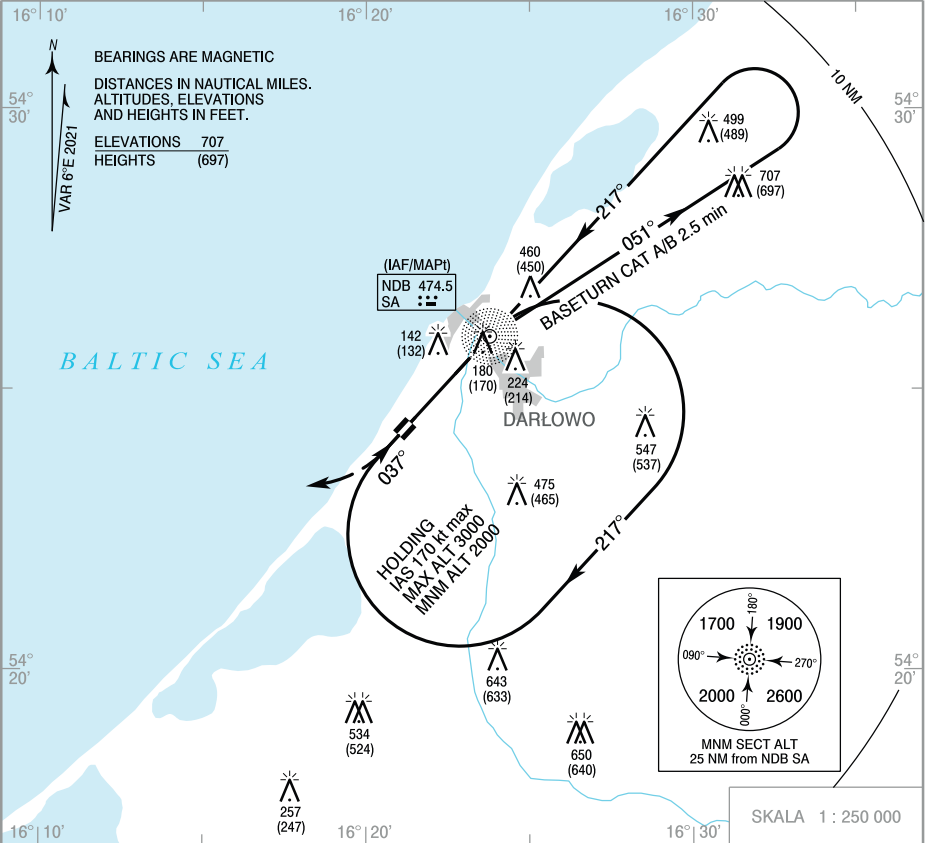 16° 10'
16° 20'
16° 30'
N
BEARINGS ARE MAGNETIC
DISTANCES IN NAUTICAL MILES.
ALTITUDES, ELEVATIONS
AND HEIGHTS IN FEET.
ELEVATIONS 707
HEIGHTS (697)
VAR 6°E 2021
54°
30'
54°
30'
10 NM
499
(489)
707
(697)
217°
051°
BASETURN CAT A/B 2.5 min
460
(450)
(IAF/MAPt)
NDB 474.5
SA
142
(132)
180
(170)
224
(214)
BALTIC SEA
DARŁOWO
547
(537)
037°
475
(465)
217°
HOLDING
IAS 170 kt max
MAX ALT 3000
MNM ALT 2000
643
(633)
534
(524)
650
(640)
257
(247)
180°
1700 1900
090° 270°
2000 2600
000°
MNM SECT ALT
25 NM from NDB SA
54°
20'
54°
20'
SKALA 1 : 250 000
16° 10'
16° 20'
16° 30'